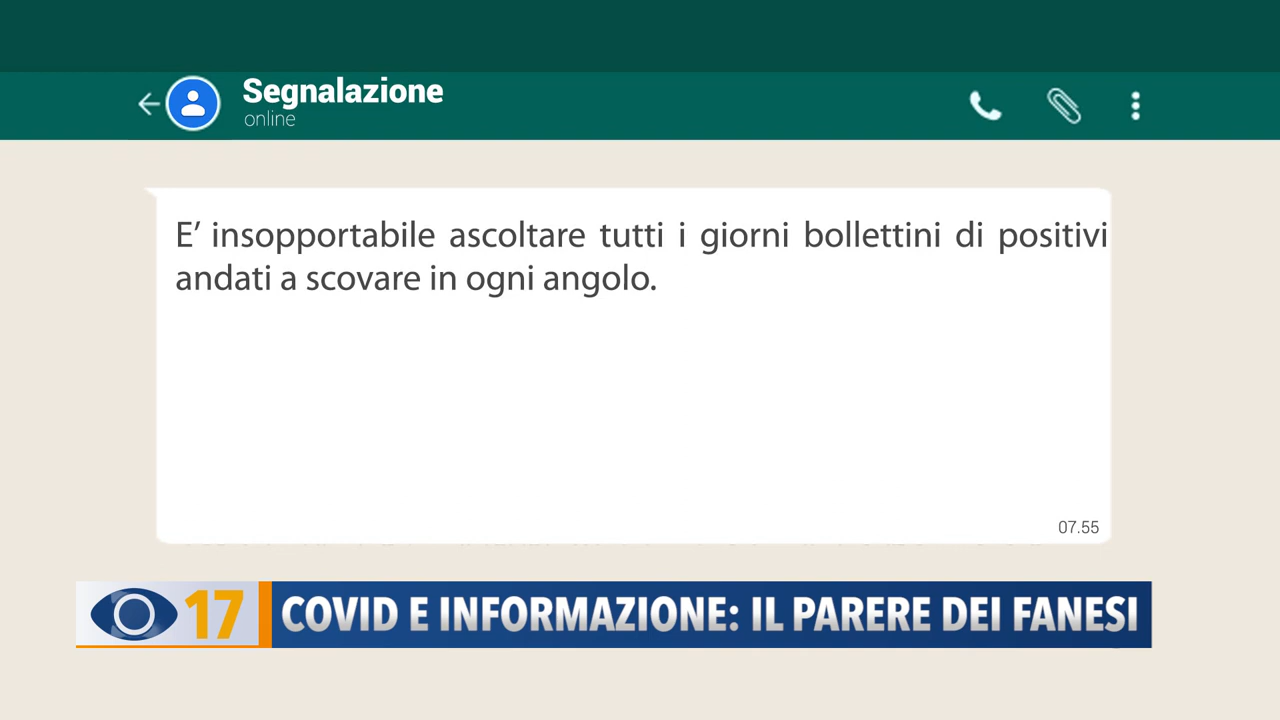 Segnalazione
online
E’ insopportabile ascoltare tutti i giorni bollettini di positivi
andati a scovare in ogni angolo.
07.55
17 COVID E INFORMAZIONE: IL PARERE DEI FANESI